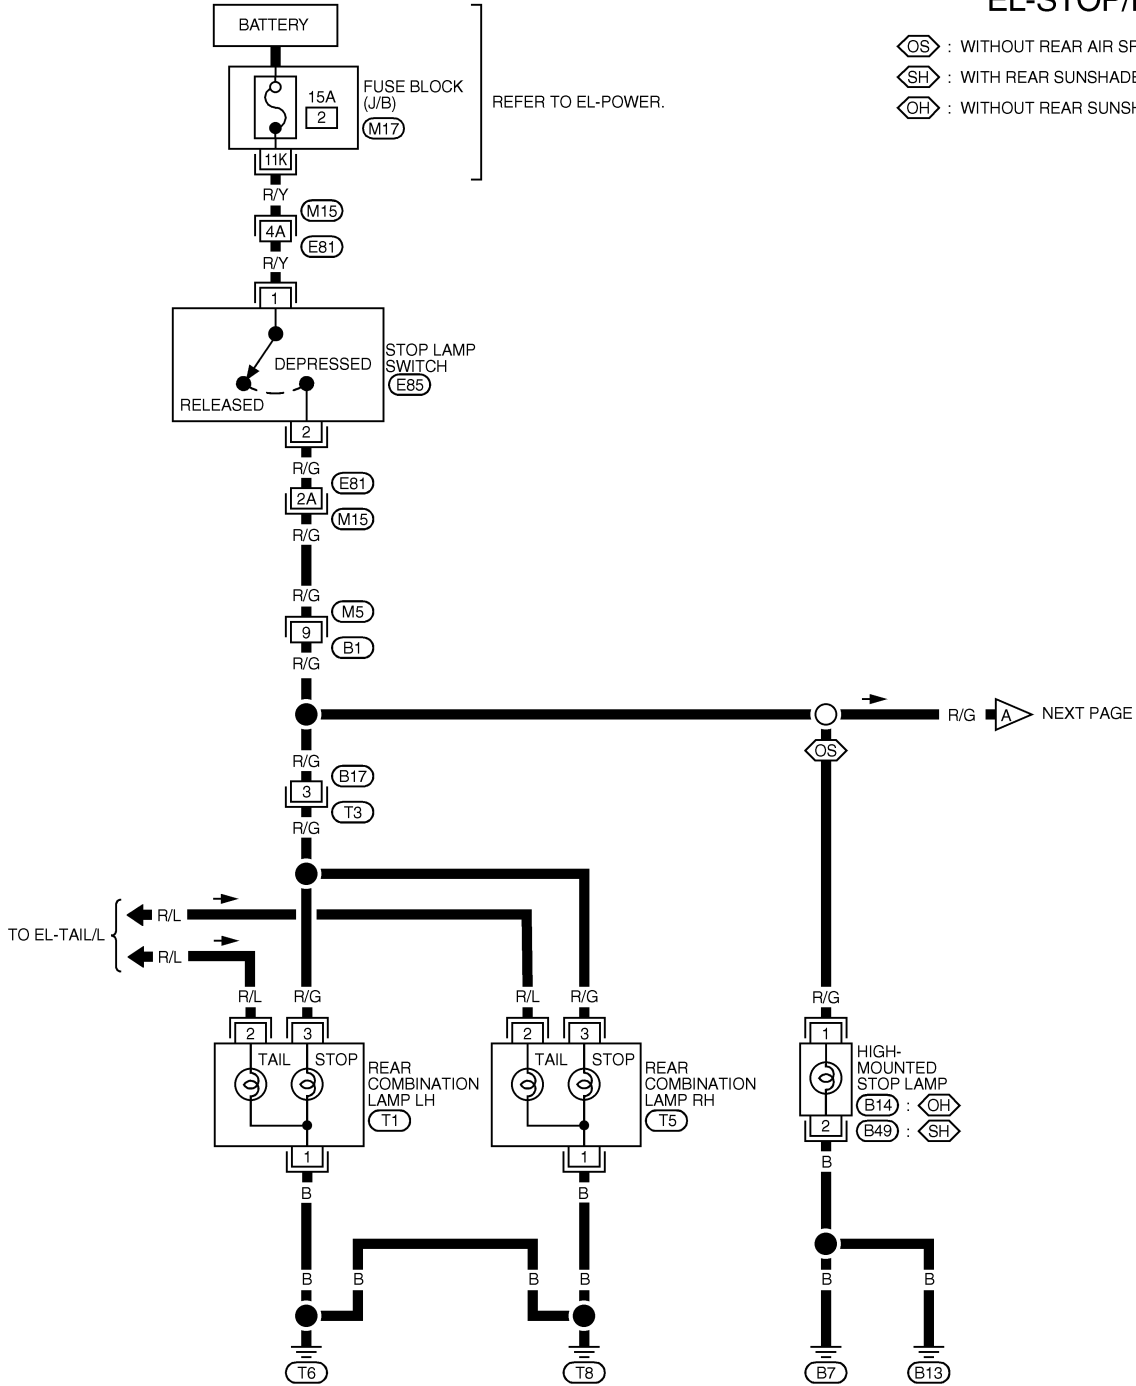 EL-STOP/
BATTERY
OS : WITHOUT REAR AIR
SH : WITH REAR SUNSHADE
OH : WITHOUT REAR
15A
2
FUSE BLOCK
(J/B)
M17
REFER TO EL-POWER.
11K
R/Y
M15
4A
E81
R/Y
1
STOP LAMP
SWITCH
E85
DEPRESSED
RELEASED
2
R/G
E81
2A
M15
R/G
R/G
M5
9
B1
R/G
R/G
A
NEXT PAGE
OS
R/G
B17
3
T3
R/G
TO EL-TAIL/L
R/L
R/L
R/L
R/G
R/L
R/G
R/G
2
3
2
3
1
TAIL
STOP
REAR
COMBINATION
LAMP LH
T1
TAIL
STOP
REAR
COMBINATION
LAMP RH
T5
HIGH-
MOUNTED
STOP LAMP
B14 : OH
B49 : SH
1
1
2
B
B
B
B
B
B
B
B
B
T6
T8
B7
B13